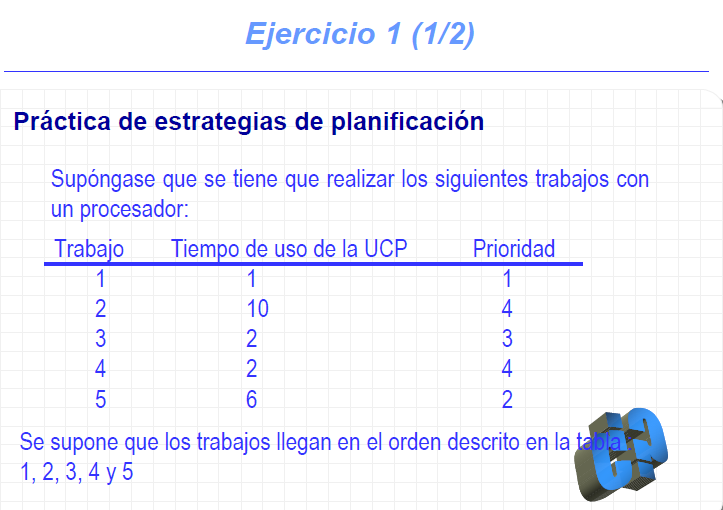 Ejercicio 1 (1/2)
Práctica de estrategias de planificación
Supóngase que se tiene que realizar los siguientes trabajos con
un procesador:
Trabajo Tiempo de uso de la UCP Prioridad
1 1 1
2 10 4
3 2 3
4 2 4
5 6 2
Se supone que los trabajos llegan en el orden descrito en la tabla
1, 2, 3, 4 y 5